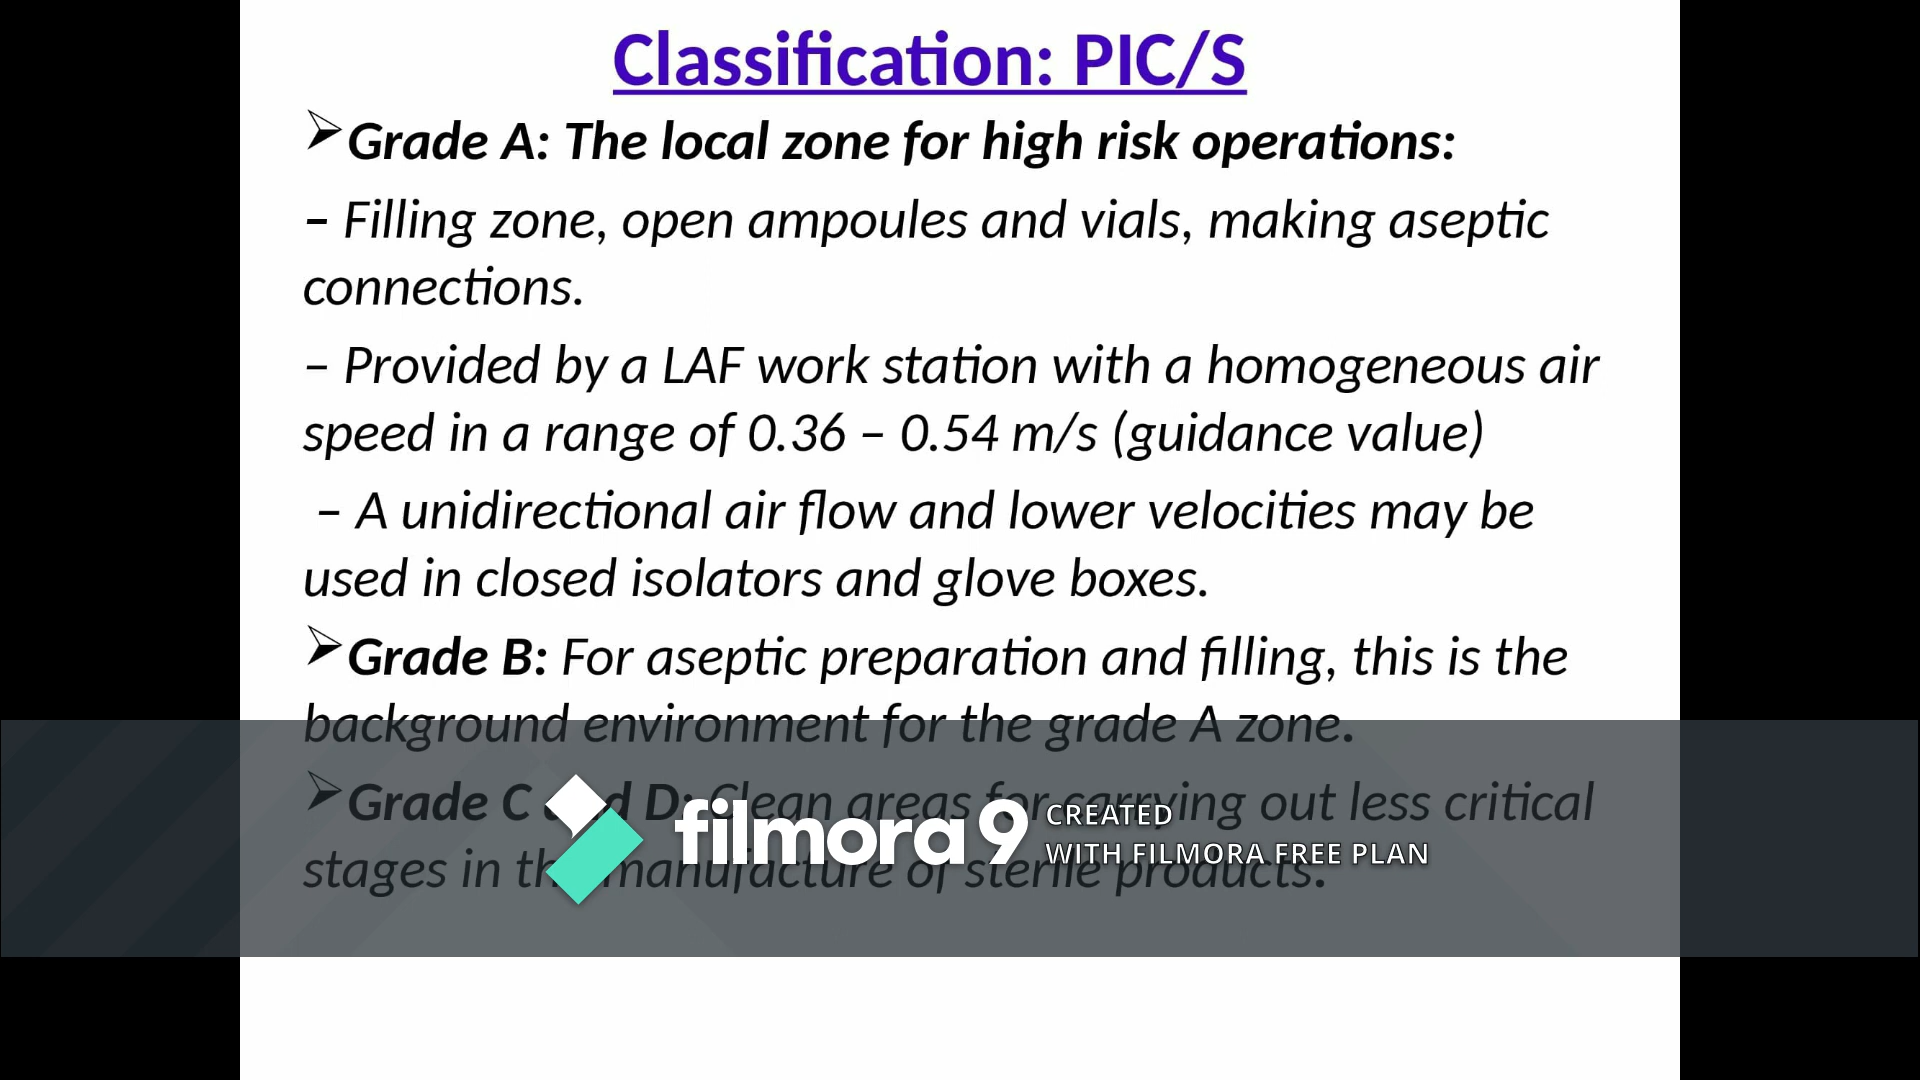 Classification: PIC/S
➢Grade A: The local zone for high risk operations:
– Filling zone, open ampoules and vials, making aseptic
connections.
– Provided by a LAF work station with a homogeneous air
speed in a range of 0.36 – 0.54 m/s (guidance value)
– A unidirectional air flow and lower velocities may be
used in closed isolators and glove boxes.
➢Grade B: For aseptic preparation and filling, this is the
background environment for the grade A zone.
➢Grade C and D: Clean areas for carrying out less critical
stages in the manufacture of sterile products.
filmora9
CREATED
WITH FILMORA FREE PLAN